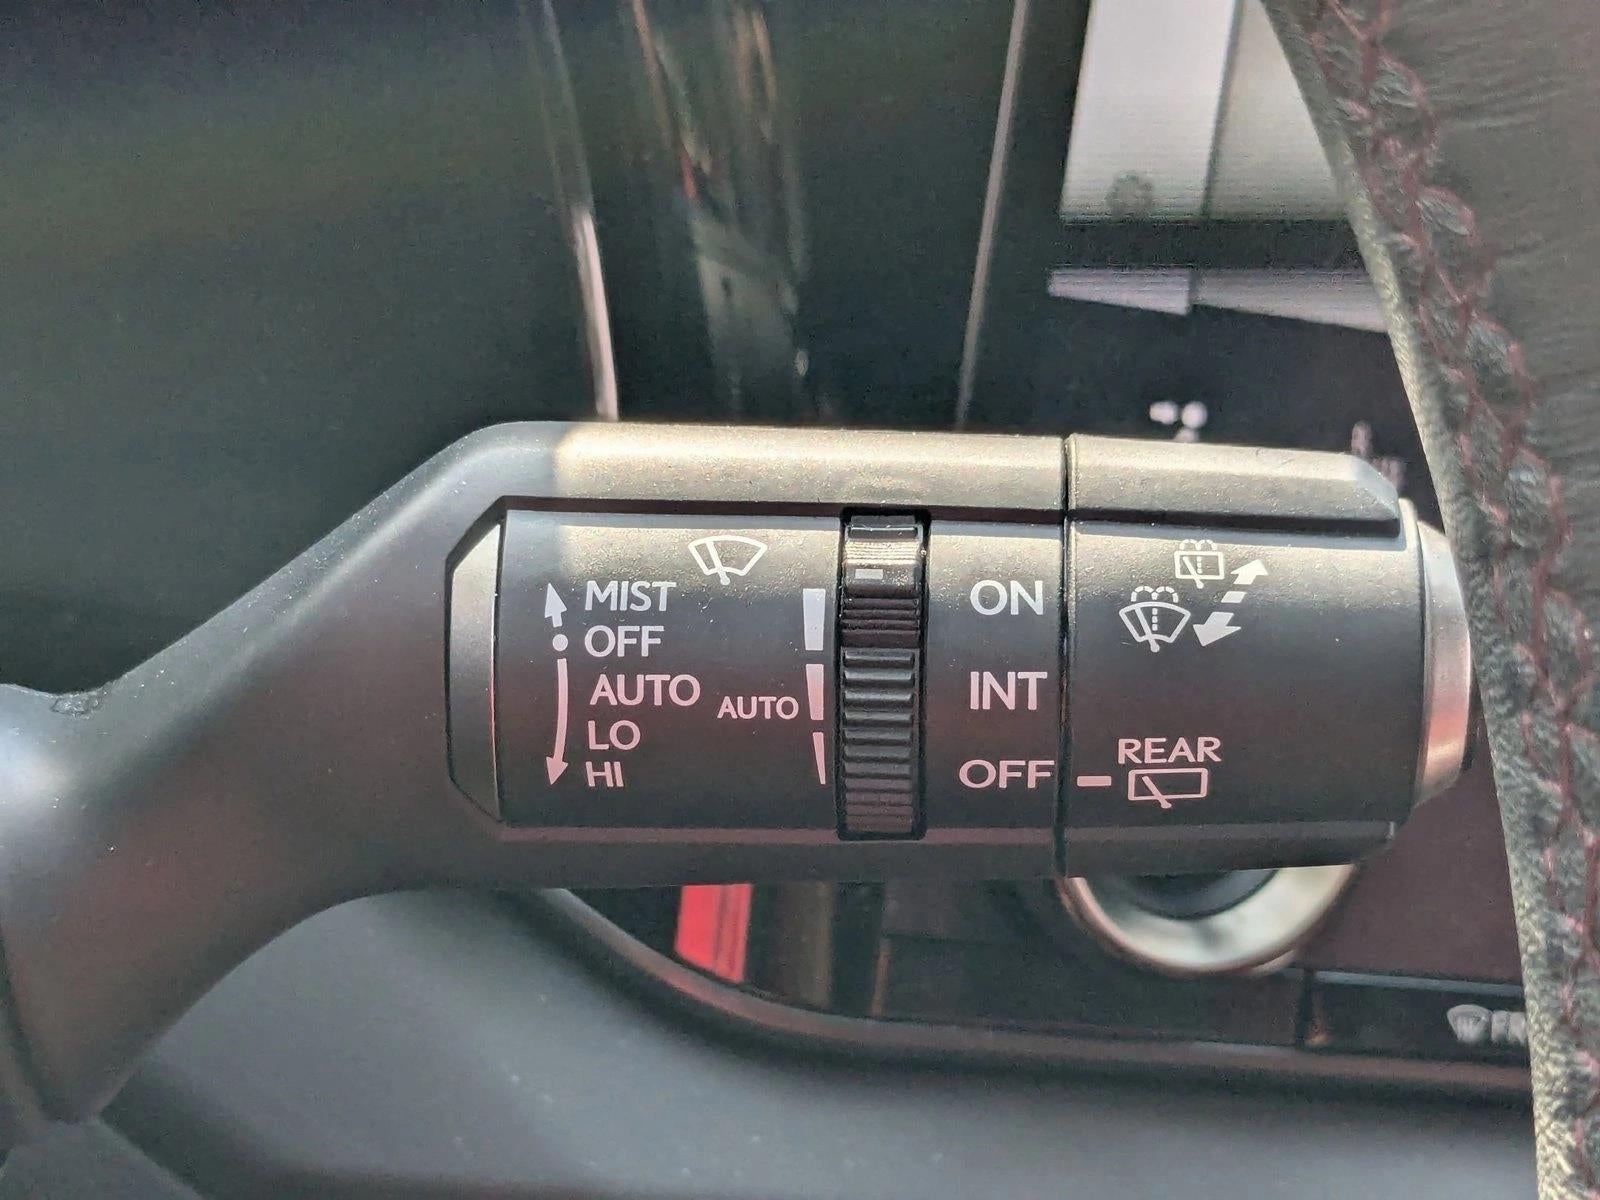 MIST
OFF
AUTO
LO
HI
AUTO
ON
INT
OFF
REAR